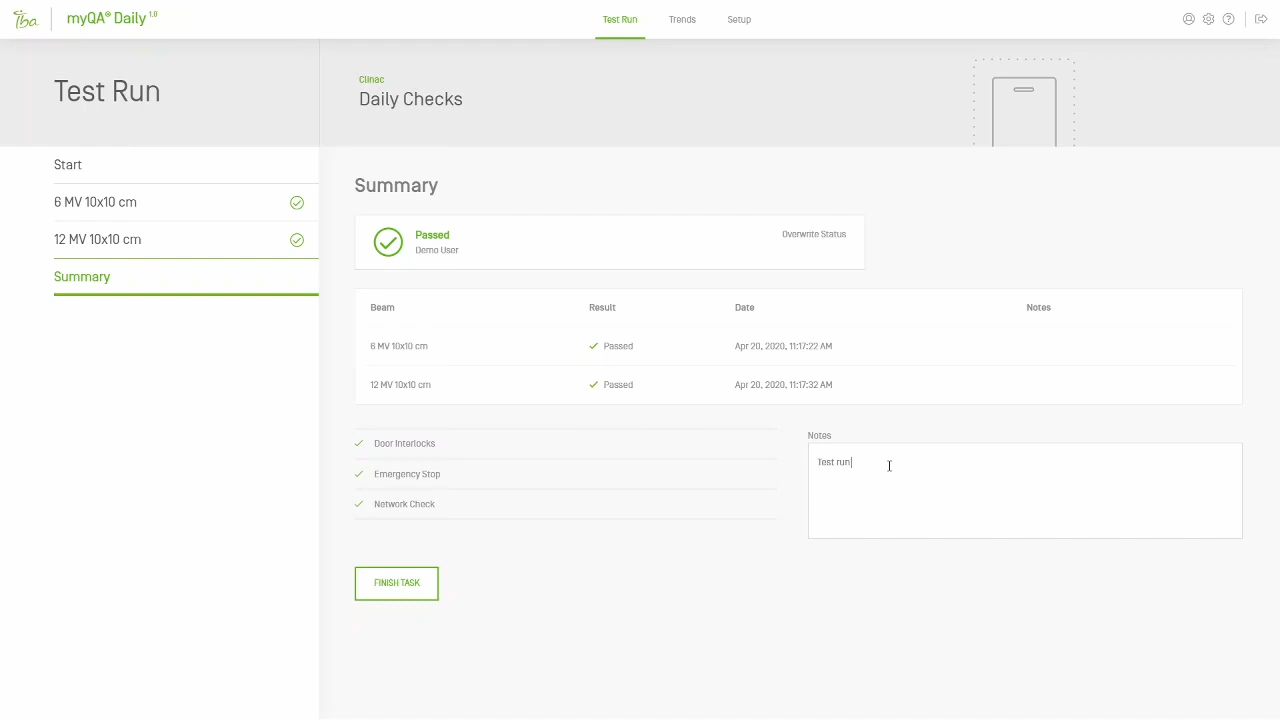 iba
myQA® Daily 1.0
Test Run
Trends
Setup
Test Run
Clinac
Daily Checks
Start
6 MV 10x10 cm
12 MV 10x10 cm
Summary
Summary
Passed
Demo User
Overwrite Status
Beam Result Date Notes
6 MV 10x10 cm Passed Apr 20, 2020, 11:17:22 AM
12 MV 10x10 cm Passed Apr 20, 2020, 11:17:32 AM
Door Interlocks
Emergency Stop
Network Check
Notes
Test run
FINISH TASK